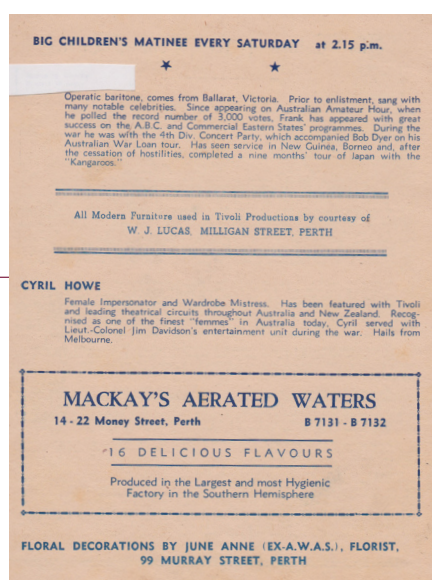 BIG CHILDREN'S MATINEE EVERY SATURDAY at 2.15 p.m.
Operatic baritone, comes from Ballarat, Victoria. Prior to enlistment, sang with
many notable celebrities. Since appearing on Australian Amateur Hour, when
he polled the record number of 3,000 votes, Frank has appeared with great
success on the A.B.C. and Commercial Eastern States' programmes. During the
war he was with the 4th Div. Concert Party, which accompanied Bob Dyer on his
Australian War Loan tour. Has seen service in New Guinea, Borneo and, after
the cessation of hostilities, completed a nine months' tour of Japan with the
"Kangaroos."
All Modern Furniture used in Tivoli Productions by courtesy of
W. J. LUCAS, MILLIGAN STREET, PERTH
CYRIL HOWE
Female Impersonator and Wardrobe Mistress. Has been featured with Tivoli
and leading theatrical circuits throughout Australia and New Zealand. Recog-
nised as one of the finest "femmes" in Australia today, Cyril served with
Lieut.-Colonel Jim Davidson's entertainment unit during the war. Hails from
Melbourne.
MACKAY'S AERATED WATERS
14 - 22 Money Street, Perth B 7131 - B 7132
16 DELICIOUS FLAVOURS
Produced in the Largest and most Hygienic
Factory in the Southern Hemisphere
FLORAL DECORATIONS BY JUNE ANNE (EX-A.W.A.S.), FLORIST,
99 MURRAY STREET, PERTH